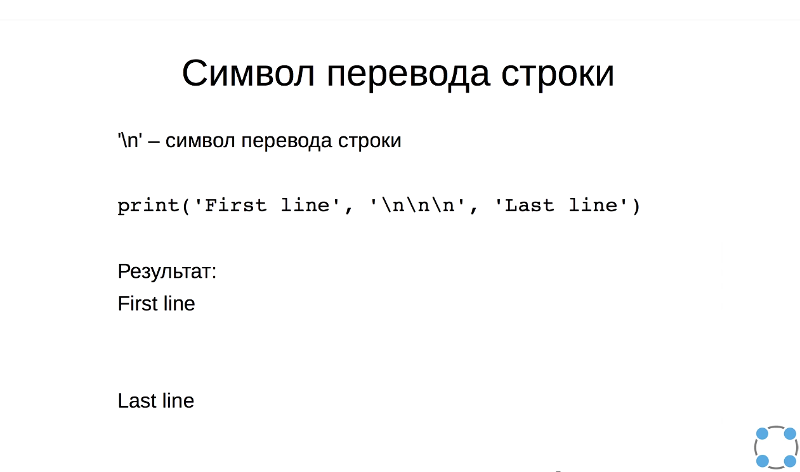 Символ перевода строки
'\n' – символ перевода строки
print('First line', '\n\n\n', 'Last line')
Результат:
First line
Last line